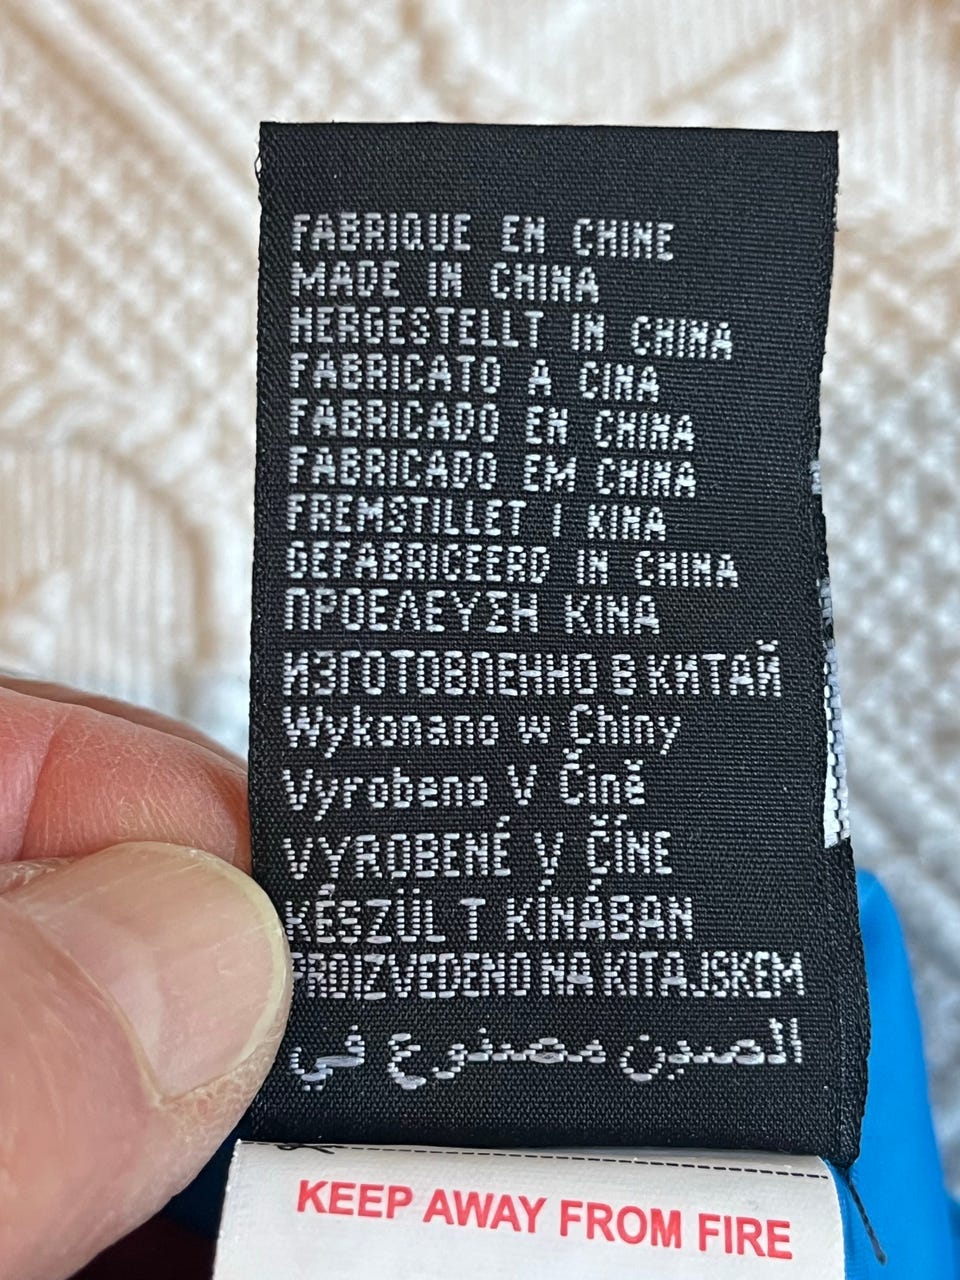 FABRIQUE EN CHINE
MADE IN CHINA
HERGESTELLT IN CHINA
FABRICATO A CINA
FABRICADO EN CHINA
FABRICADO EM CHINA
FREMSTILLET I KINA
GEFABRICEERD IN CHINA
ΠΡΟΕΛΕΥΣΗ ΚΙΝΑ
ИЗГОТОВЛЕННО В КИТАЙ
Wykonano w Chiny
Vyrobeno V Čině
VYROBENÉ V ČÍNE
KÉSZÜL T KÍNÁBAN
PROIZVEDENO NA KITAJSKEM
الصين مصنوع في
KEEP AWAY FROM FIRE